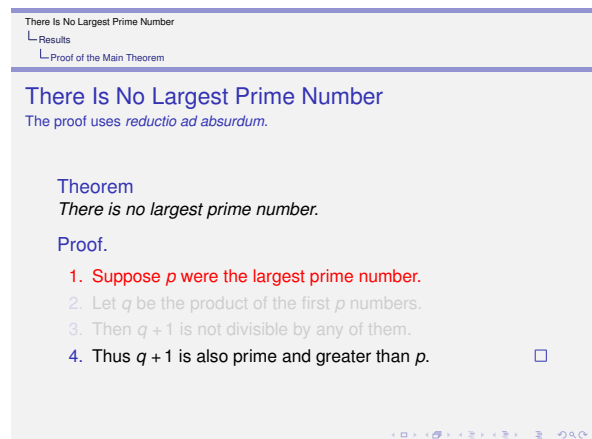 There Is No Largest Prime Number
Results
Proof of the Main Theorem
There Is No Largest Prime Number
The proof uses reductio ad absurdum.
Theorem
There is no largest prime number.
Proof.
1. Suppose p were the largest prime number.
2. Let q be the product of the first p numbers.
3. Then q + 1 is not divisible by any of them.
4. Thus q + 1 is also prime and greater than p. □